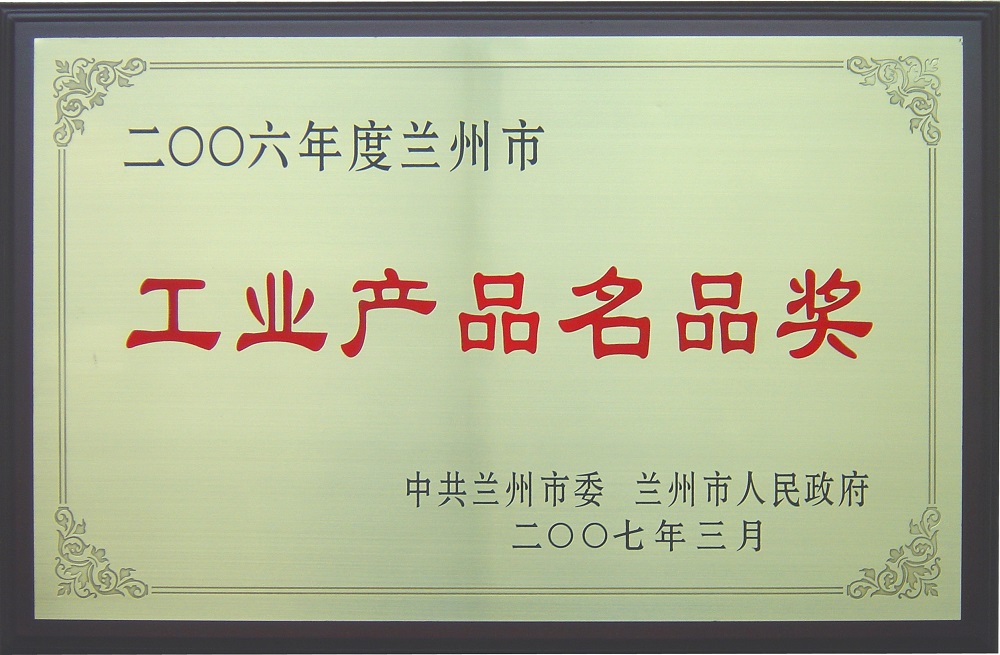 二〇〇六年度兰州市
工业产品名品奖
中共兰州市委 兰州市人民政府
二〇〇七年三月